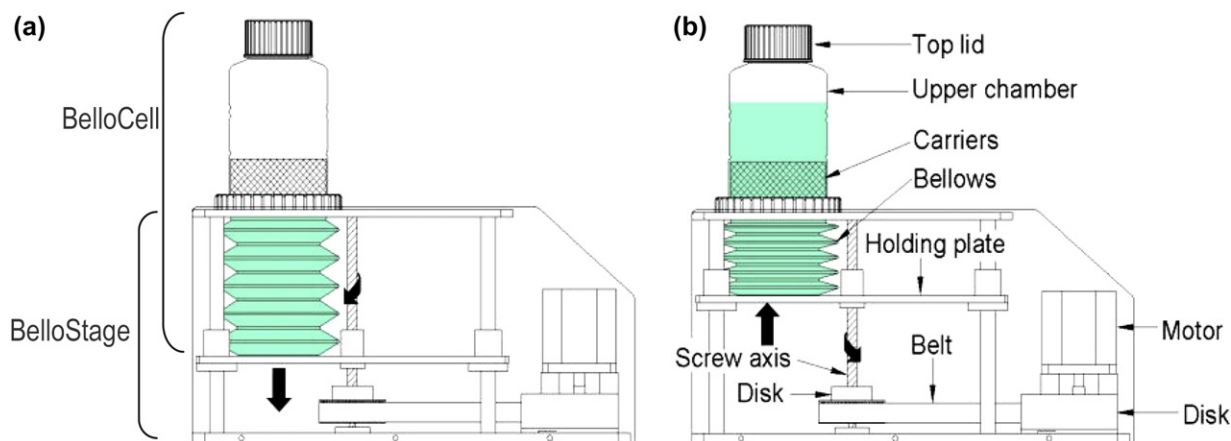 (a)
BelloCell
BelloStage
(b)
Top lid
Upper chamber
Carriers
Bellows
Holding plate
Motor
Screw axis
Belt
Disk
Disk